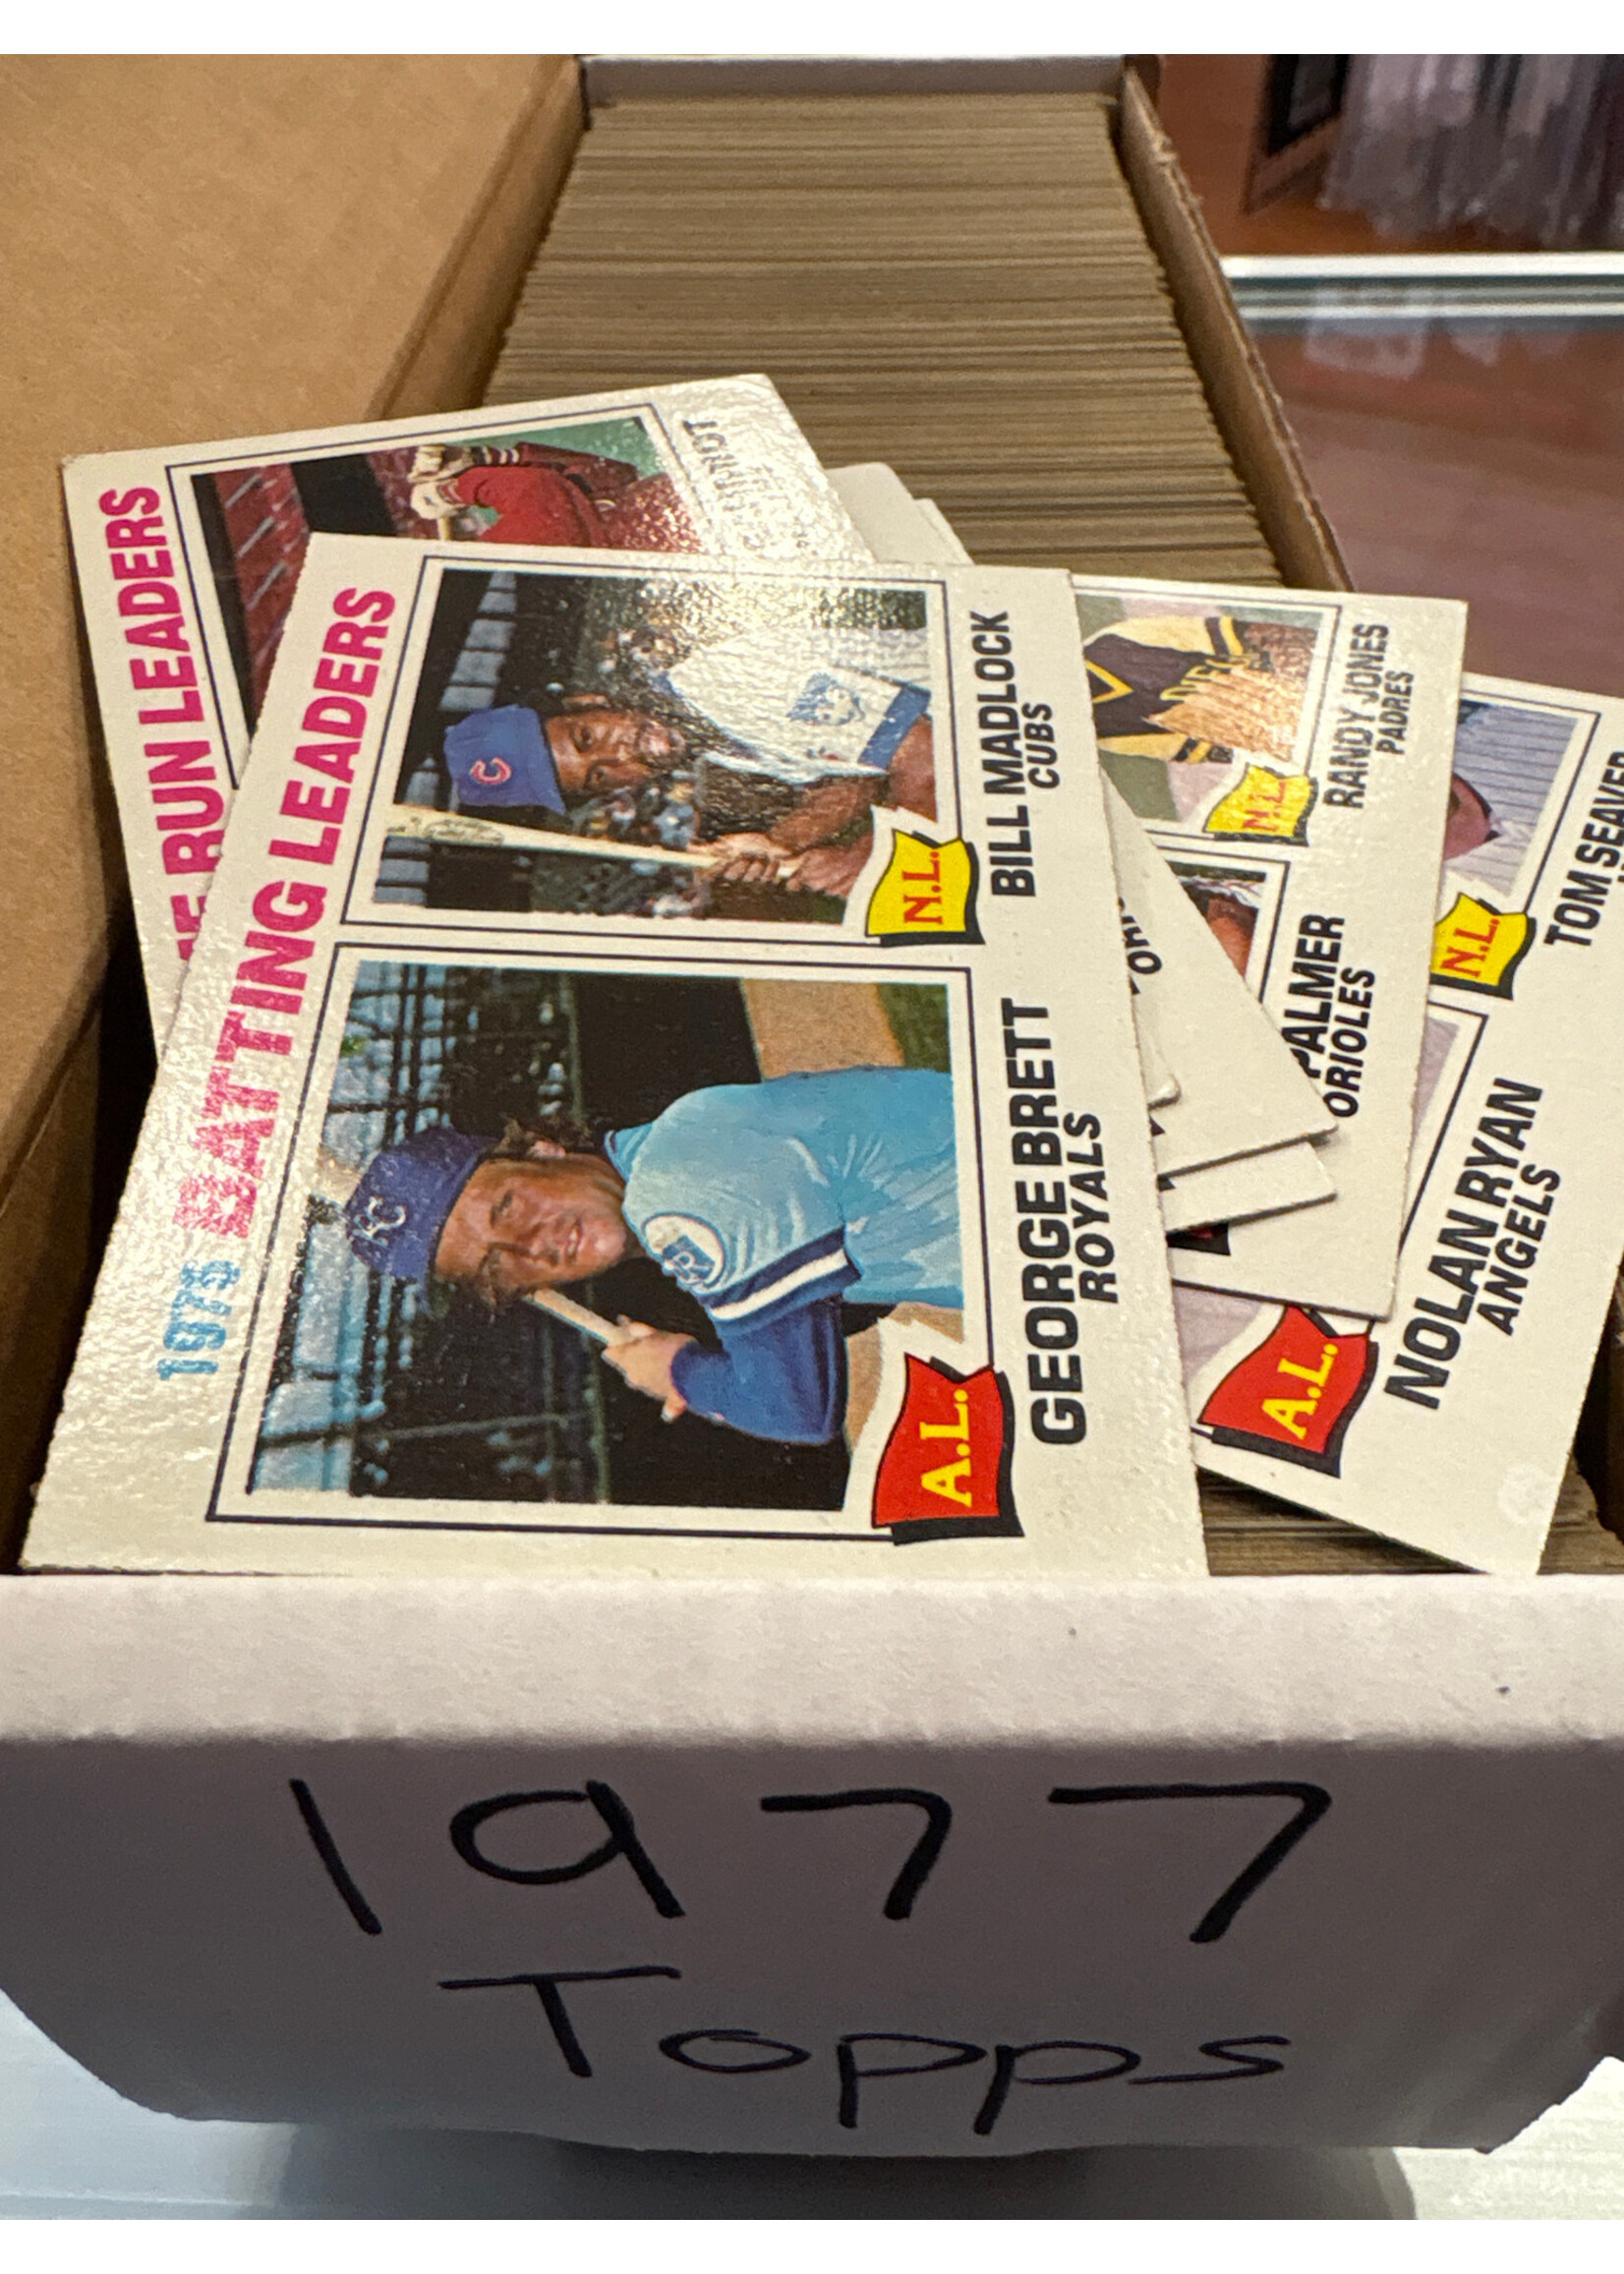 RUN LEADERS
1976 BATTING LEADERS
C
BILL MADLOCK
CUBS
N.L.
KC
R
GEORGE BRETT
ROYALS
A.L.
RANDY JONES
PADRES
N.L.
PALMER
ORIOLES
TOM SEAVER
N.L.
NOLAN RYAN
ANGELS
A.L.
1977
Topps